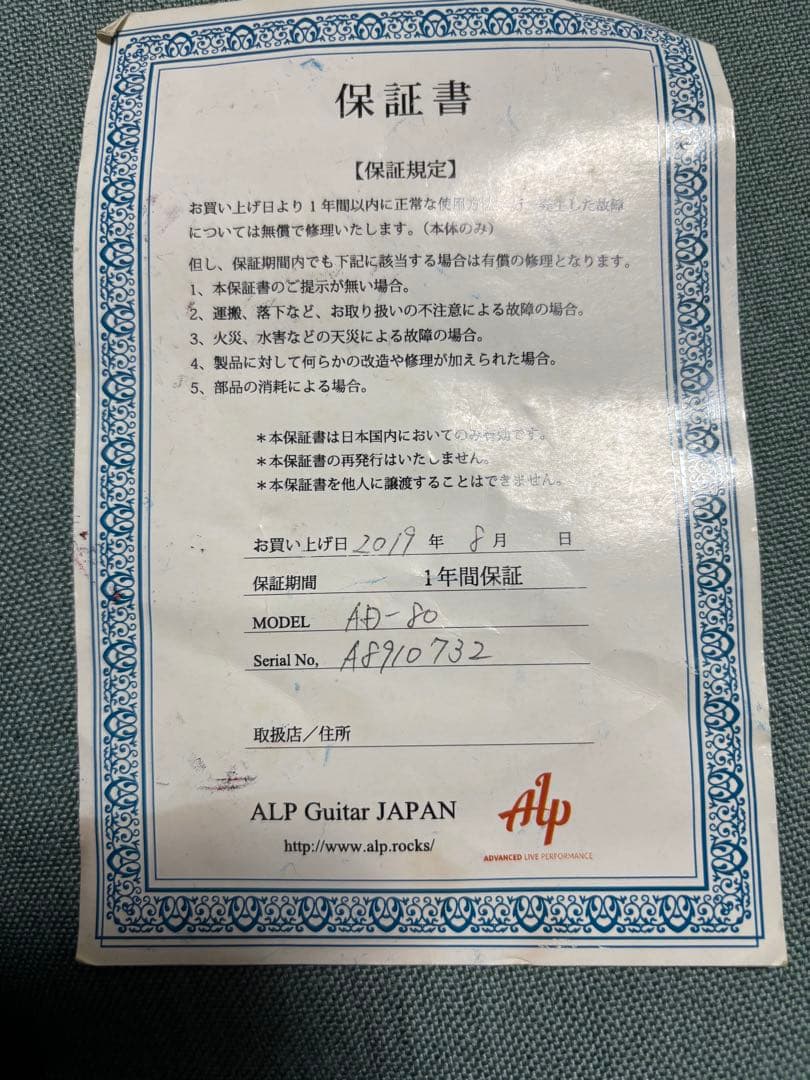 保証書
【保証規定】
お買い上げ日より1年間以内に正常な使用方 した故障
については無償で修理いたします。（本体のみ）
但し、保証期間内でも下記に該当する場合は有償の修理となります。
1、本保証書のご提示が無い場合。
2、運搬、落下など、お取り扱いの不注意による故障の場合。
3、火災、水害などの天災による故障の場合。
4、製品に対して何らかの改造や修理が加えられた場合。
5、部品の消耗による場合。
＊本保証書は日本国内においてのみ有効です。
＊本保証書の再発行はいたしません。
＊本保証書を他人に譲渡することはできません。
お買い上げ日 2019 年 8 月 日
保証期間 1年間保証
MODEL AD-80
Serial No, A8910732
取扱店／住所
ALP Guitar JAPAN
http://www.alp.rocks/
Alp
ADVANCED LIVE PERFORMANCE